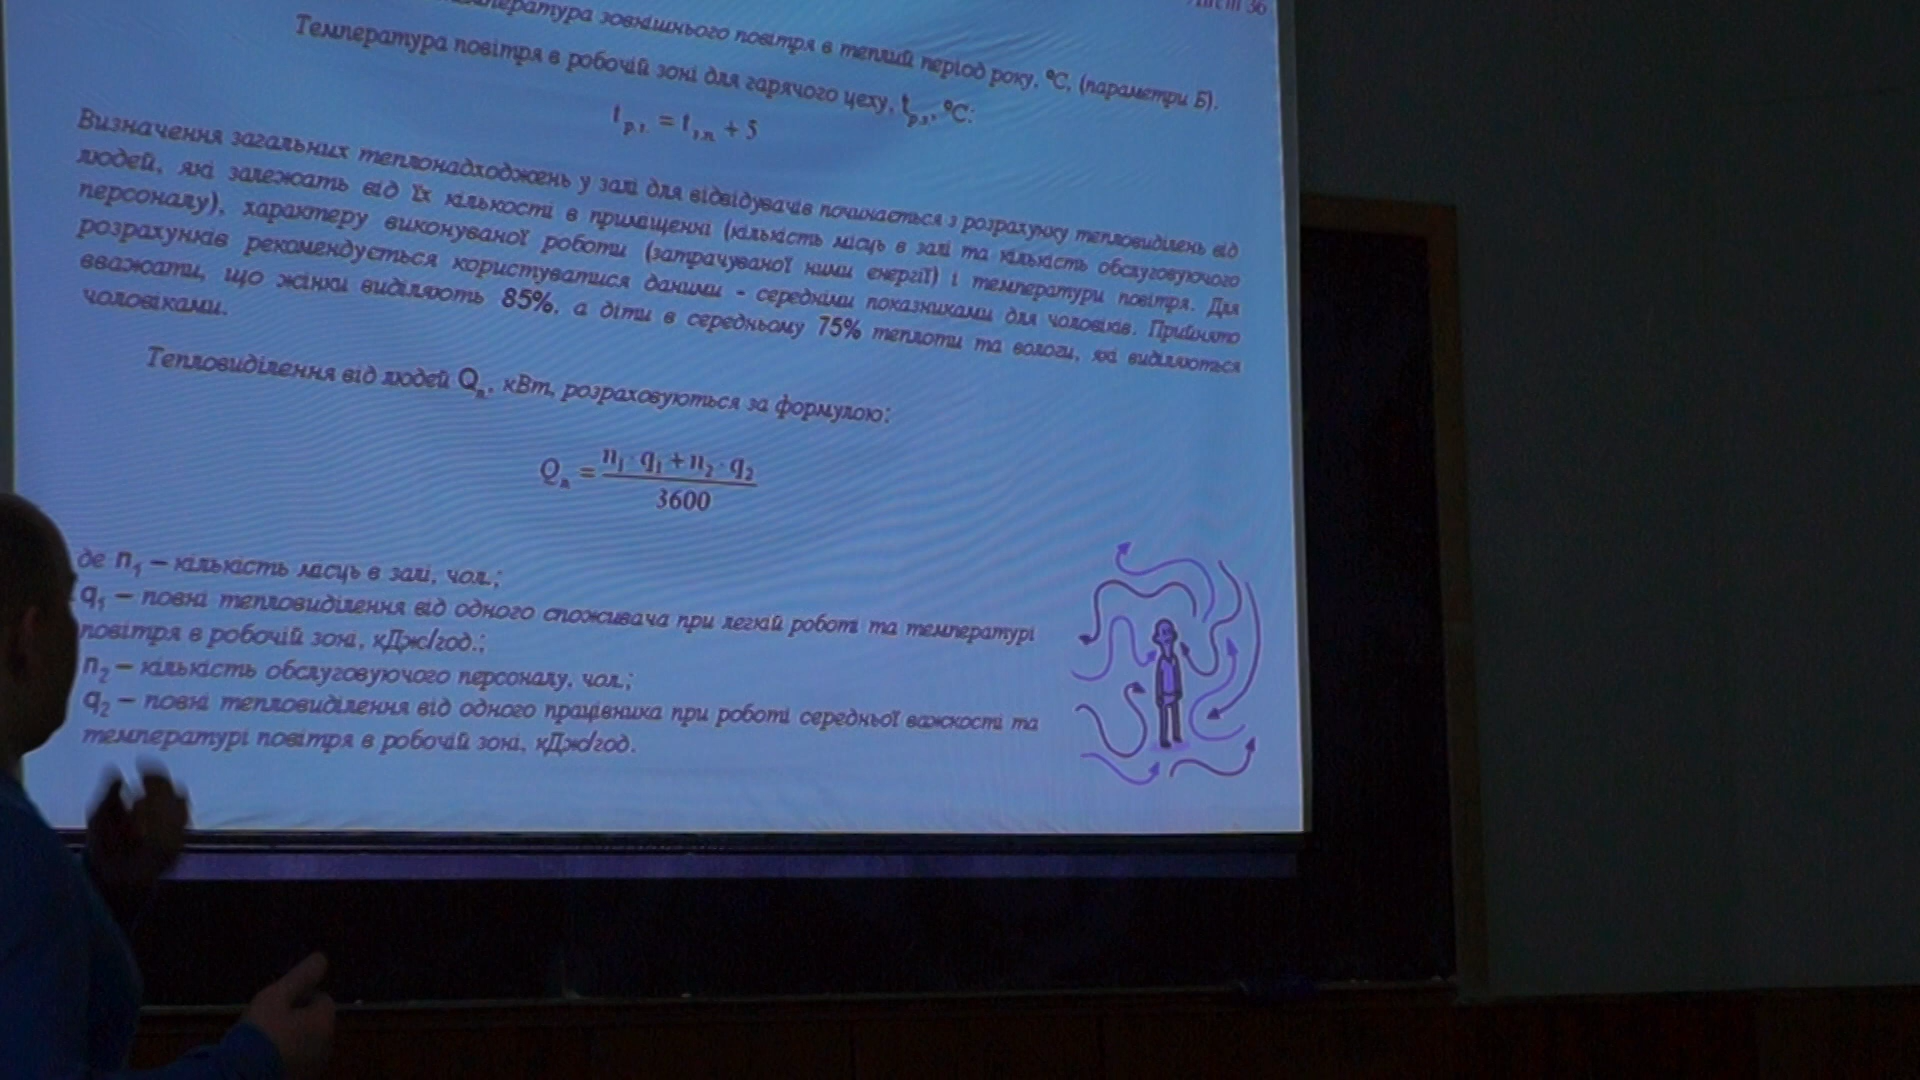 температура зовнішнього повітря в теплий період року, °С, (параметри Б).
Температура повітря в робочій зоні для гарячого цеху, tр.з, °С:
+ 5
Визначення загальних теплонадходжень у залі для відвідувачів починається з розрахунку тепловиділень від
людей, які залежать від їх кількості в приміщенні (кількість місць в залі та кількість обслуговуючого
персоналу), характеру виконуваної роботи (затрачуваної ними енергії) і температури повітря. Для
розрахунків рекомендується користуватися даними - середніми показниками для чоловіків. Прийнято
вважати, що жінки виділяють 85%, а діти в середньому 75% теплоти та вологи, які виділяються
чоловіками.
Тепловиділення від людей Qл, кВт, розраховуються за формулою:
Qл = (n1 · q1 + n2 · q2) / 3600
де n1 – кількість місць в залі, чол.;
q1 – повні тепловиділення від одного споживача при легкій роботі та температурі
повітря в робочій зоні, кДж/год.;
n2 – кількість обслуговуючого персоналу, чол.;
q2 – повні тепловиділення від одного працівника при роботі середньої важкості та
температурі повітря в робочій зоні, кДж/год.